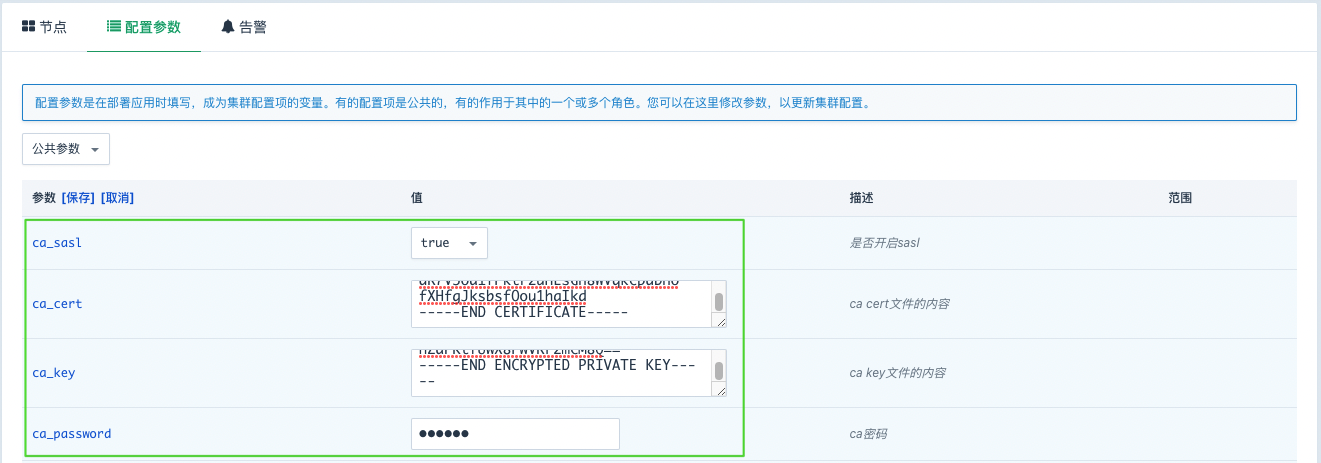 节点 配置参数 告警
配置参数是在部署应用时填写，成为集群配置项的变量。有的配置项是公共的，有的作用于其中的一个或多个角色。您可以在这里修改参数，以更新集群配置。
公共参数
参数 [保存] [取消] 值 描述 范围
ca_sasl true 是否开启sasl
fXHfgJksbsfOou1haIkd
ca_cert -----END CERTIFICATE----- ca cert文件的内容
ca_key -----END ENCRYPTED PRIVATE KEY--- ca key文件的内容
--
ca_password ●●●●●● ca密码